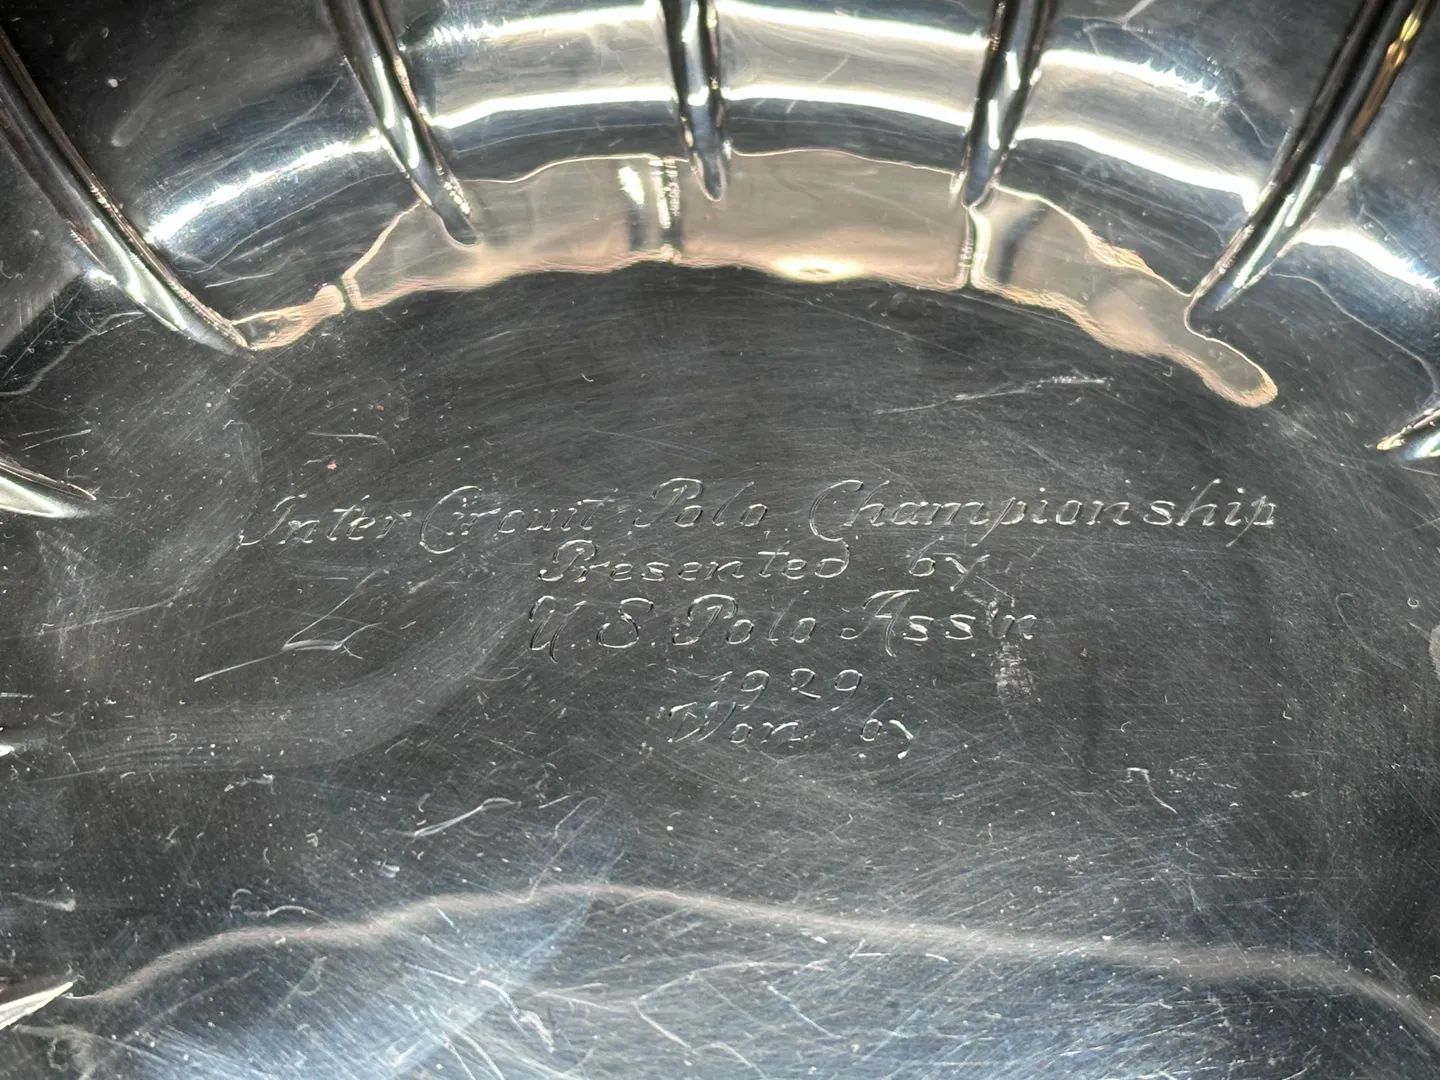 Inter Circuit Polo Championship
Presented by
U.S. Polo Ass'n
1929
Won by